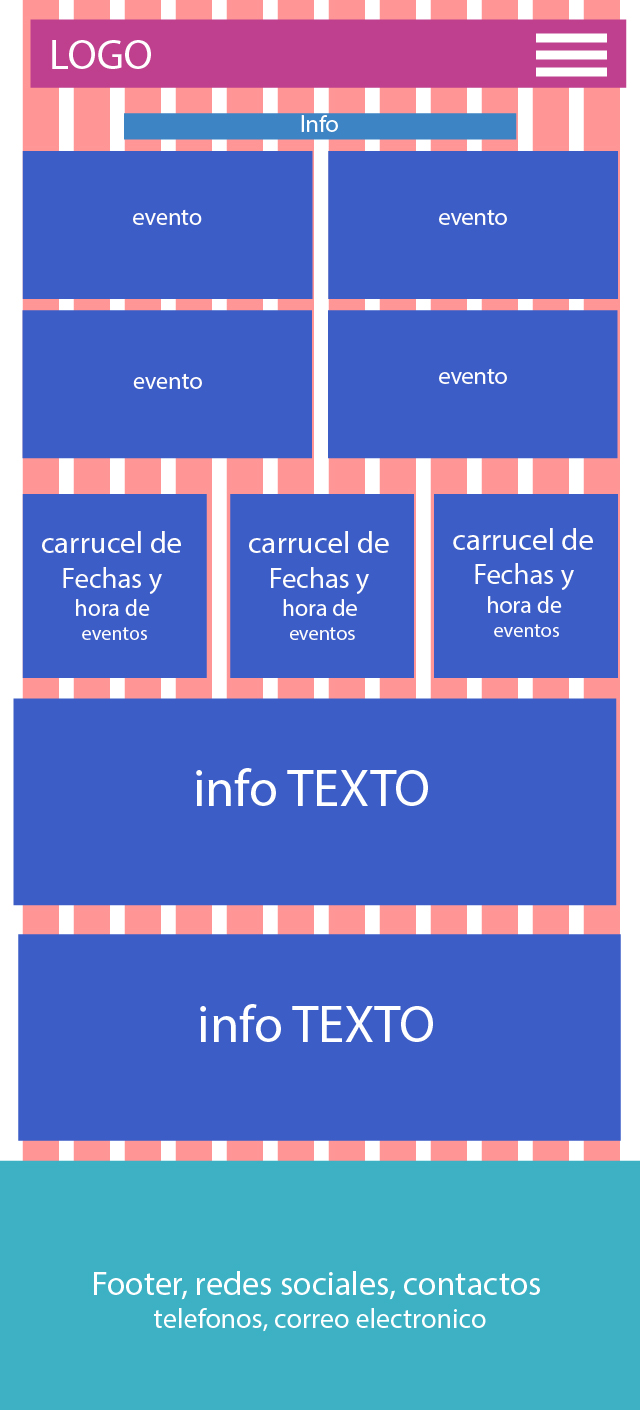 LOGO
Info
evento
evento
evento
evento
carrucel de
Fechas y
hora de
eventos
carrucel de
Fechas y
hora de
eventos
carrucel de
Fechas y
hora de
eventos
info TEXTO
info TEXTO
Footer, redes sociales, contactos
telefonos, correo electronico